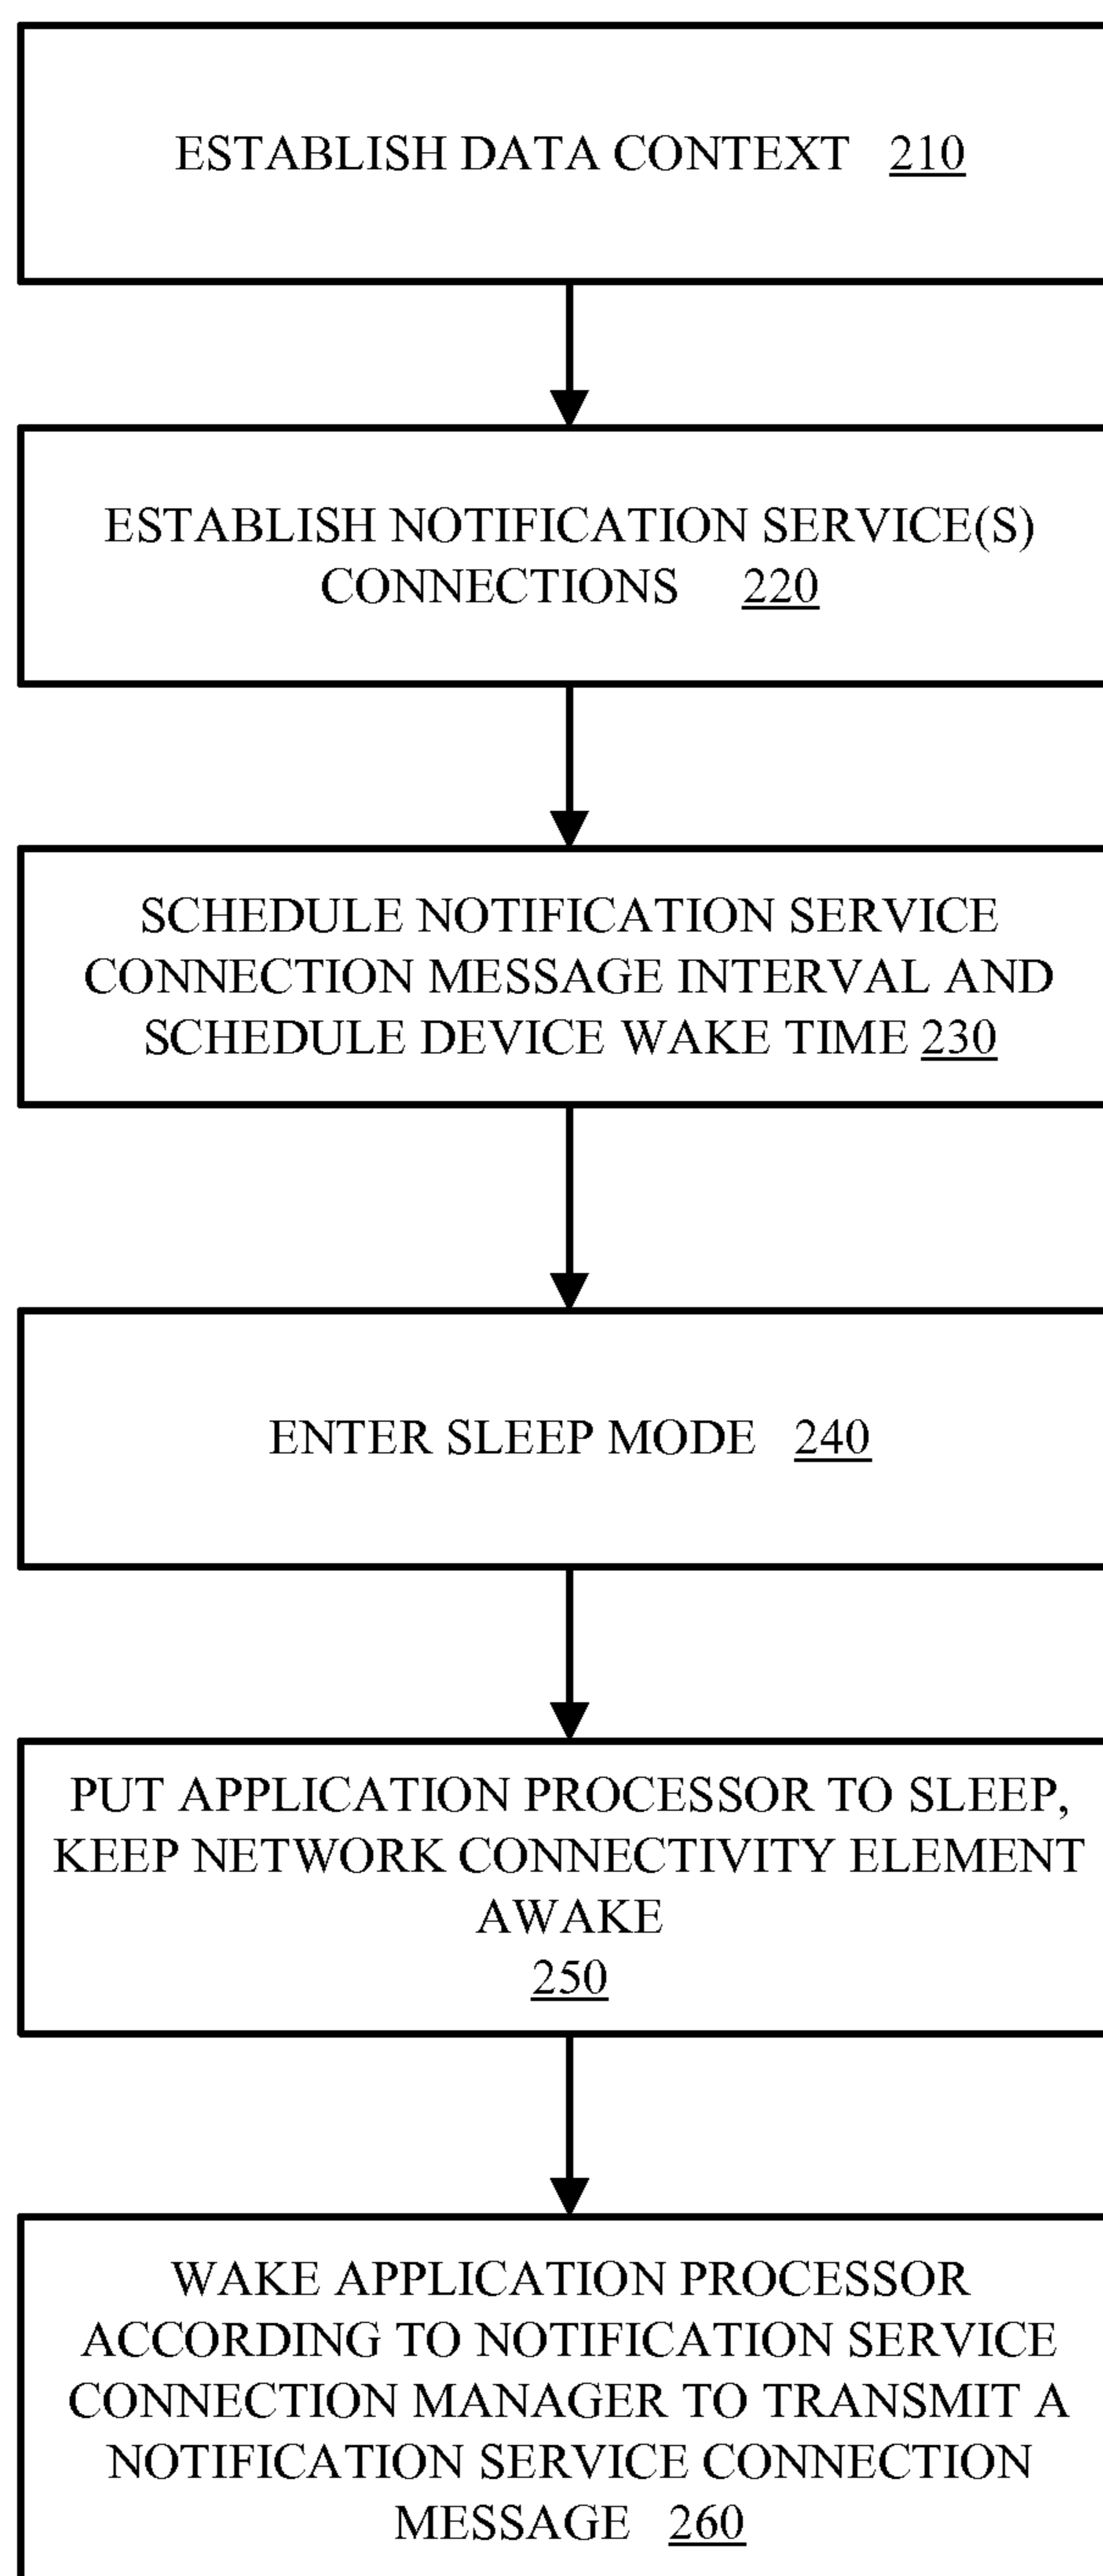 ESTABLISH DATA CONTEXT 210
ESTABLISH NOTIFICATION SERVICE(S)
CONNECTIONS 220
SCHEDULE NOTIFICATION SERVICE
CONNECTION MESSAGE INTERVAL AND
SCHEDULE DEVICE WAKE TIME 230
ENTER SLEEP MODE 240
PUT APPLICATION PROCESSOR TO SLEEP,
KEEP NETWORK CONNECTIVITY ELEMENT
AWAKE
250
WAKE APPLICATION PROCESSOR
ACCORDING TO NOTIFICATION SERVICE
CONNECTION MANAGER TO TRANSMIT A
NOTIFICATION SERVICE CONNECTION
MESSAGE 260